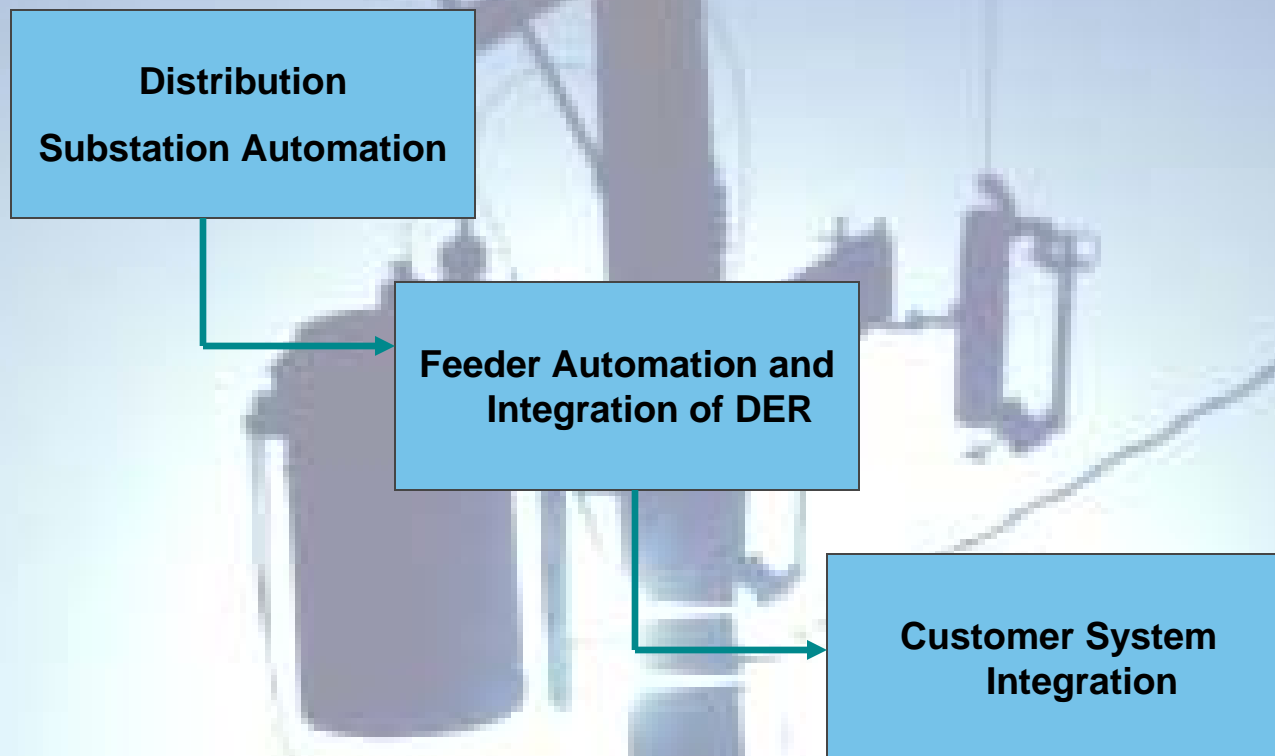 Distribution
Substation Automation
Feeder Automation and
Integration of DER
Customer System
Integration